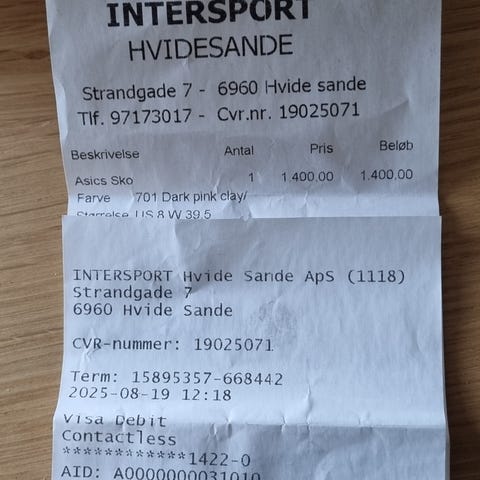 INTERSPORT
HVIDESANDE
Strandgade 7 - 6960 Hvide sande
Tlf. 97173017 - Cvr.nr. 19025071
Beskrivelse Antal Pris Beløb
Asics Sko 1 1.400.00 1.400.00
Farve 701 Dark pink clay/
Størrelse US 8 W 39.5
INTERSPORT Hvide Sande ApS (1118)
Strandgade 7
6960 Hvide Sande
CVR-nummer: 19025071
Term: 15895357-668442
2025-08-19 12:18
Visa Debit
Contactless
************1422-0
AID: A0000000031010